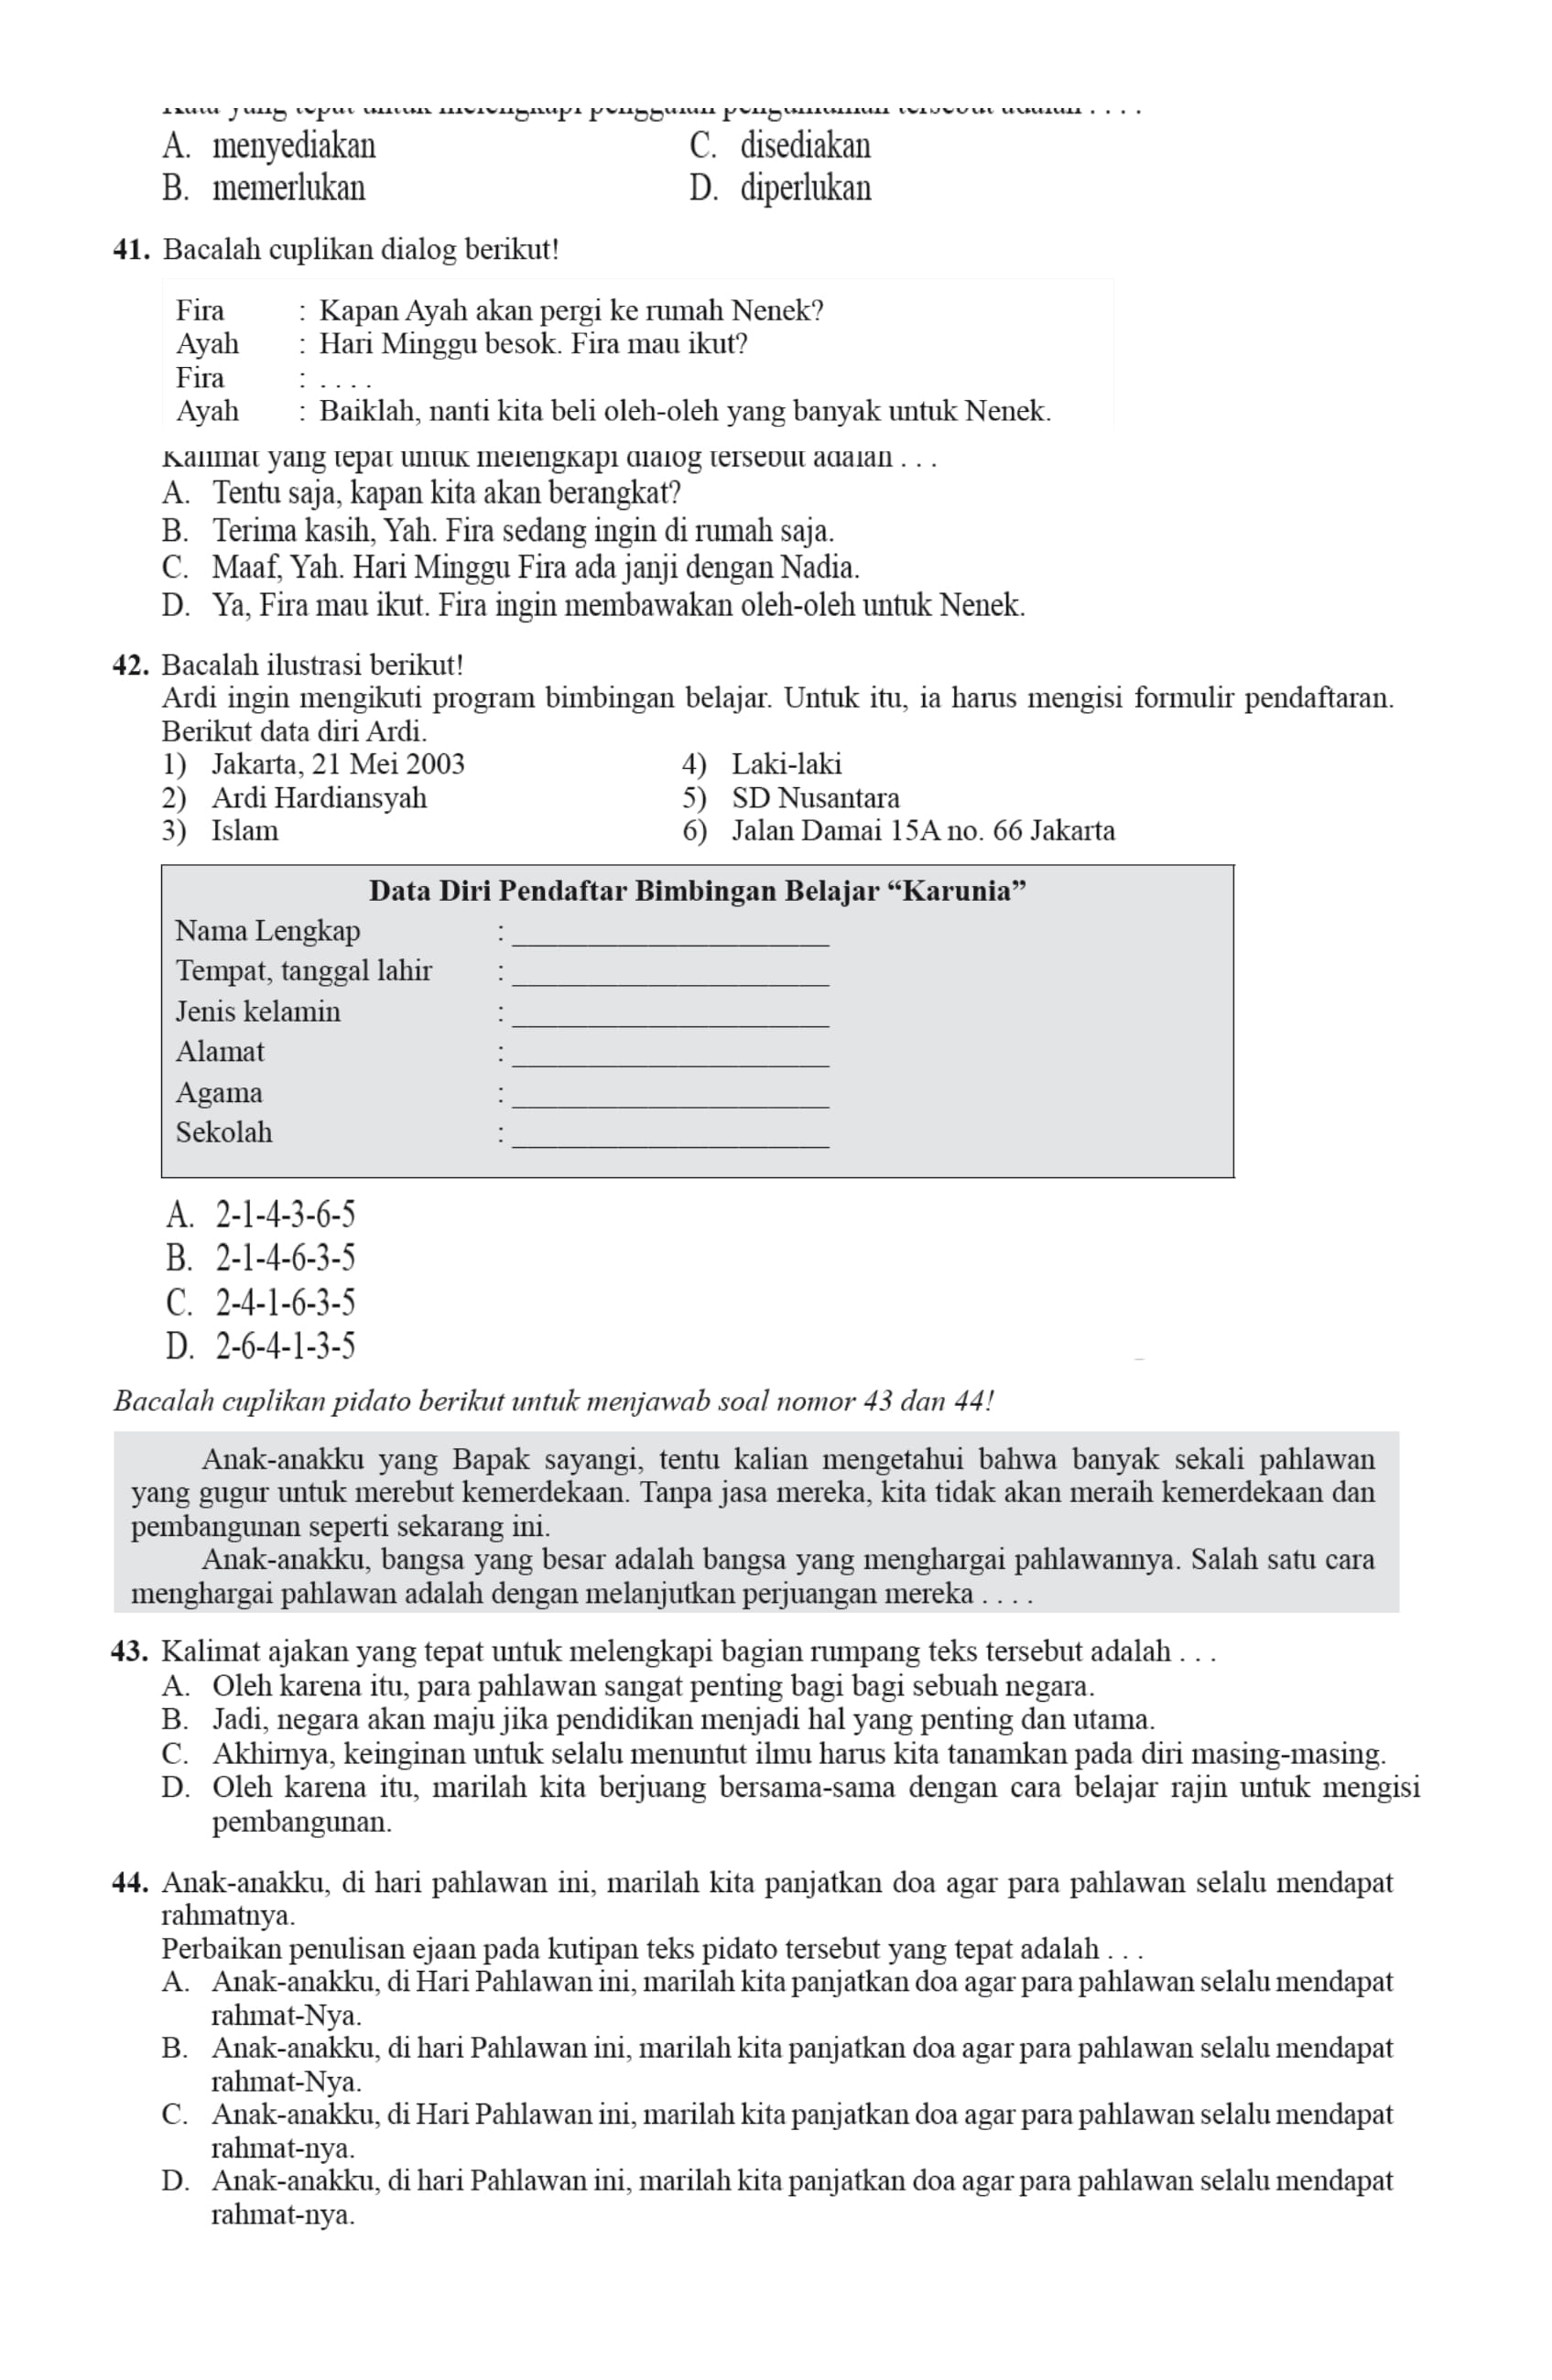 Kata yang tepat untuk melengkapi penggalan pengumuman tersebut adalah . . . .
A. menyediakan
C. disediakan
B. memerlukan
D. diperlukan
41. Bacalah cuplikan dialog berikut!
Fira : Kapan Ayah akan pergi ke rumah Nenek?
Ayah : Hari Minggu besok. Fira mau ikut?
Fira : . . . .
Ayah : Baiklah, nanti kita beli oleh-oleh yang banyak untuk Nenek.
Kalimat yang tepat untuk melengkapi dialog tersebut adalah . . .
A. Tentu saja, kapan kita akan berangkat?
B. Terima kasih, Yah. Fira sedang ingin di rumah saja.
C. Maaf, Yah. Hari Minggu Fira ada janji dengan Nadia.
D. Ya, Fira mau ikut. Fira ingin membawakan oleh-oleh untuk Nenek.
42. Bacalah ilustrasi berikut!
Ardi ingin mengikuti program bimbingan belajar. Untuk itu, ia harus mengisi formulir pendaftaran.
Berikut data diri Ardi.
1) Jakarta, 21 Mei 2003
4) Laki-laki
2) Ardi Hardiansyah
5) SD Nusantara
3) Islam
6) Jalan Damai 15A no. 66 Jakarta
Data Diri Pendaftar Bimbingan Belajar “Karunia”
Nama Lengkap : ____________________
Tempat, tanggal lahir : ____________________
Jenis kelamin : ____________________
Alamat : ____________________
Agama : ____________________
Sekolah : ____________________
A. 2-1-4-3-6-5
B. 2-1-4-6-3-5
C. 2-4-1-6-3-5
D. 2-6-4-1-3-5
Bacalah cuplikan pidato berikut untuk menjawab soal nomor 43 dan 44!
Anak-anakku yang Bapak sayangi, tentu kalian mengetahui bahwa banyak sekali pahlawan
yang gugur untuk merebut kemerdekaan. Tanpa jasa mereka, kita tidak akan meraih kemerdekaan dan
pembangunan seperti sekarang ini.
Anak-anakku, bangsa yang besar adalah bangsa yang menghargai pahlawannya. Salah satu cara
menghargai pahlawan adalah dengan melanjutkan perjuangan mereka . . . .
43. Kalimat ajakan yang tepat untuk melengkapi bagian rumpang teks tersebut adalah . . .
A. Oleh karena itu, para pahlawan sangat penting bagi bagi sebuah negara.
B. Jadi, negara akan maju jika pendidikan menjadi hal yang penting dan utama.
C. Akhirnya, keinginan untuk selalu menuntut ilmu harus kita tanamkan pada diri masing-masing.
D. Oleh karena itu, marilah kita berjuang bersama-sama dengan cara belajar rajin untuk mengisi
pembangunan.
44. Anak-anakku, di hari pahlawan ini, marilah kita panjatkan doa agar para pahlawan selalu mendapat
rahmatnya.
Perbaikan penulisan ejaan pada kutipan teks pidato tersebut yang tepat adalah . . .
A. Anak-anakku, di Hari Pahlawan ini, marilah kita panjatkan doa agar para pahlawan selalu mendapat
rahmat-Nya.
B. Anak-anakku, di hari Pahlawan ini, marilah kita panjatkan doa agar para pahlawan selalu mendapat
rahmat-Nya.
C. Anak-anakku, di Hari Pahlawan ini, marilah kita panjatkan doa agar para pahlawan selalu mendapat
rahmat-nya.
D. Anak-anakku, di hari Pahlawan ini, marilah kita panjatkan doa agar para pahlawan selalu mendapat
rahmat-nya.